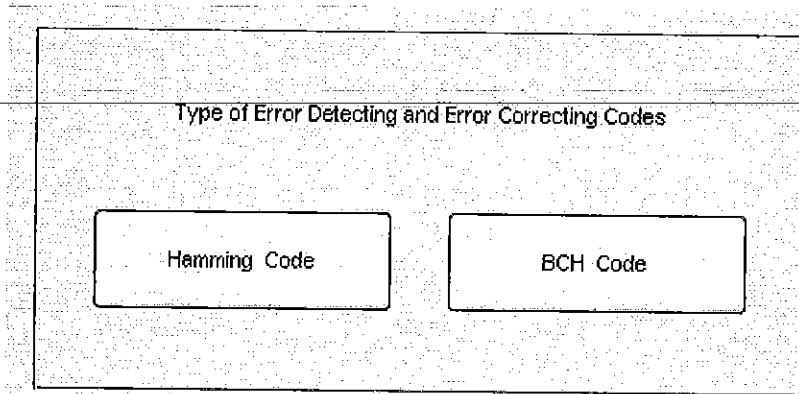 Type of Error Detecting and Error Correcting Codes
Hamming Code
BCH Code